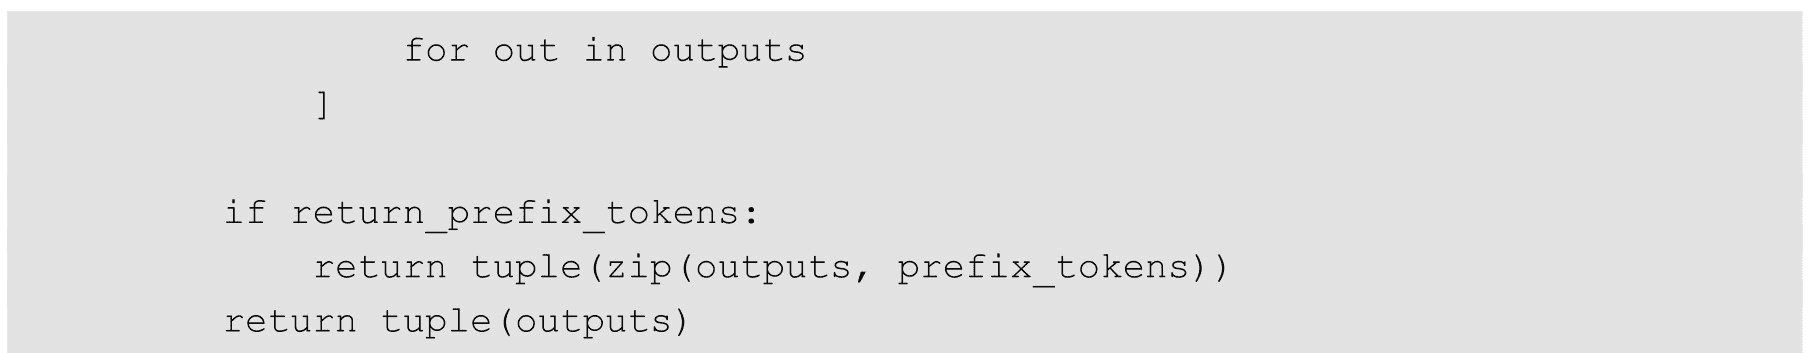 for out in outputs
]
if return_prefix_tokens:
return tuple(zip(outputs, prefix_tokens))
return tuple(outputs)